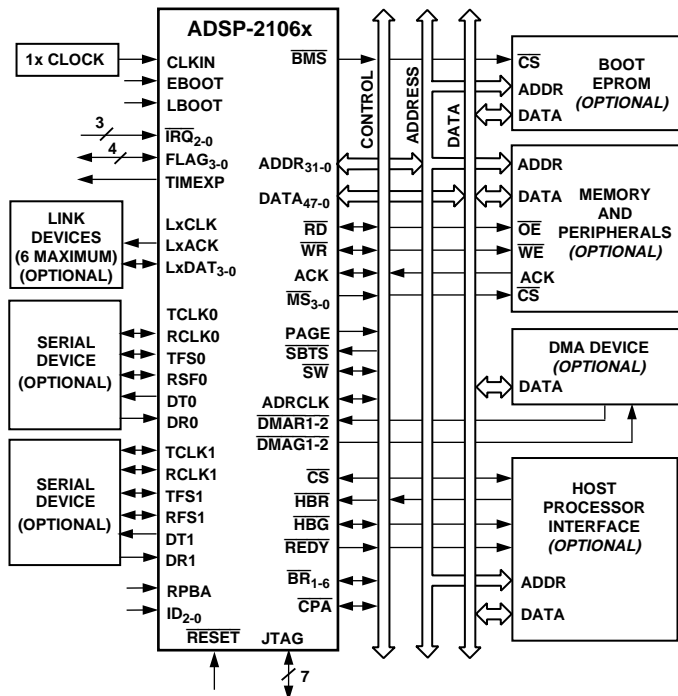 ADSP-2106x
1x CLOCK
CLKIN
EBOOT
LBOOT
3
IRQ2-0
4
FLAG3-0
TIMEXP
LINK
DEVICES
(6 MAXIMUM)
(OPTIONAL)
LxCLK
LxACK
LxDAT3-0
SERIAL
DEVICE
(OPTIONAL)
TCLK0
RCLK0
TFS0
RSF0
DT0
DR0
SERIAL
DEVICE
(OPTIONAL)
TCLK1
RCLK1
TFS1
RFS1
DT1
DR1
RPBA
ID2-0
RESET
JTAG
7
BMS
ADDR31-0
DATA47-0
RD
WR
ACK
MS3-0
PAGE
SBTS
SW
ADRCLK
DMAR1-2
DMAG1-2
CS
HBR
HBG
REDY
BR1-6
CPA
CONTROL
ADDRESS
DATA
CS
ADDR
DATA
BOOT
EPROM
(OPTIONAL)
ADDR
DATA
OE
WE
ACK
CS
MEMORY
AND
PERIPHERALS
(OPTIONAL)
DMA DEVICE
(OPTIONAL)
DATA
HOST
PROCESSOR
INTERFACE
(OPTIONAL)
ADDR
DATA